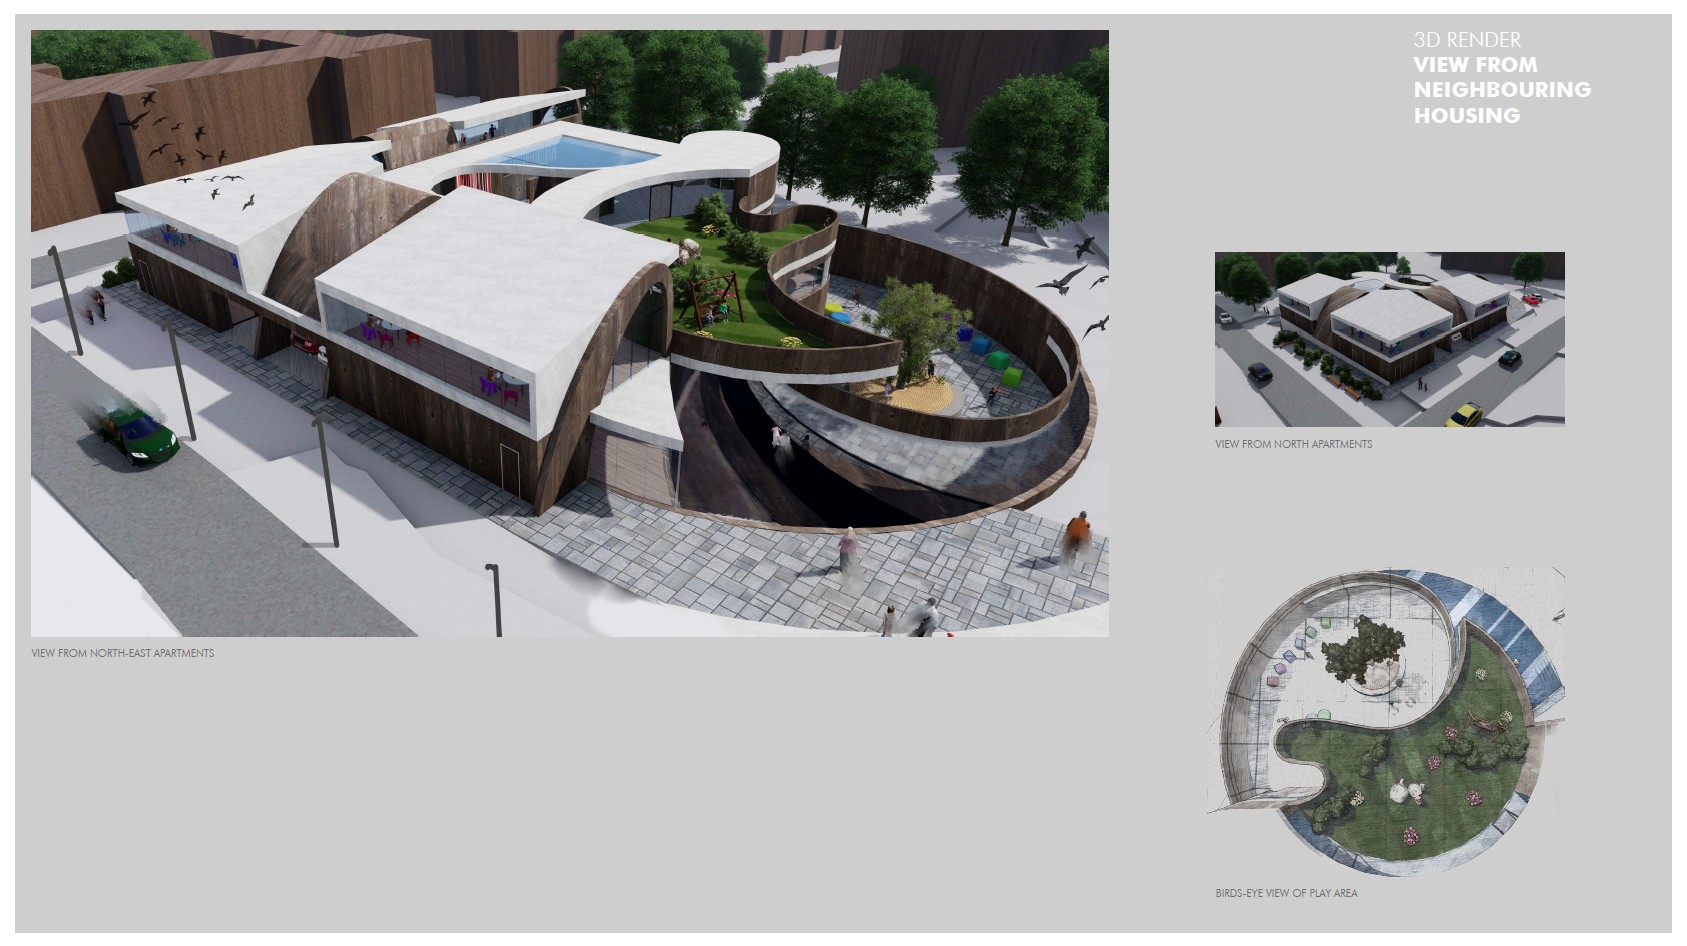 3D RENDER
VIEW FROM
NEIGHBOURING
HOUSING
VIEW FROM NORTH APARTMENTS
VIEW FROM NORTH-EAST APARTMENTS
BIRDS-EYE VIEW OF PLAY AREA